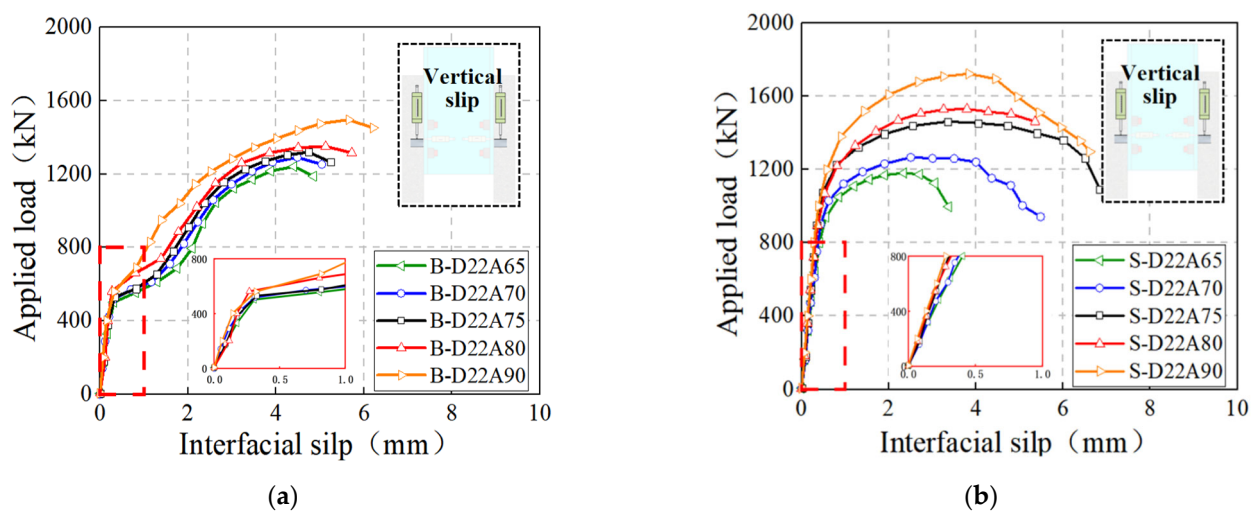 2000
1600
1200
800
400
0
Applied load（kN）
Vertical
slip
B-D22A65
B-D22A70
B-D22A75
B-D22A80
B-D22A90
800
400
0
0.0
0.5
1.0
0 2 4 6 8 10
Interfacial silp（mm）
(a)
2000
1600
1200
800
400
0
Applied load（kN）
Vertical
slip
S-D22A65
S-D22A70
S-D22A75
S-D22A80
S-D22A90
800
400
0
0.0
0.5
1.0
0 2 4 6 8 10
Interfacial silp（mm）
(b)